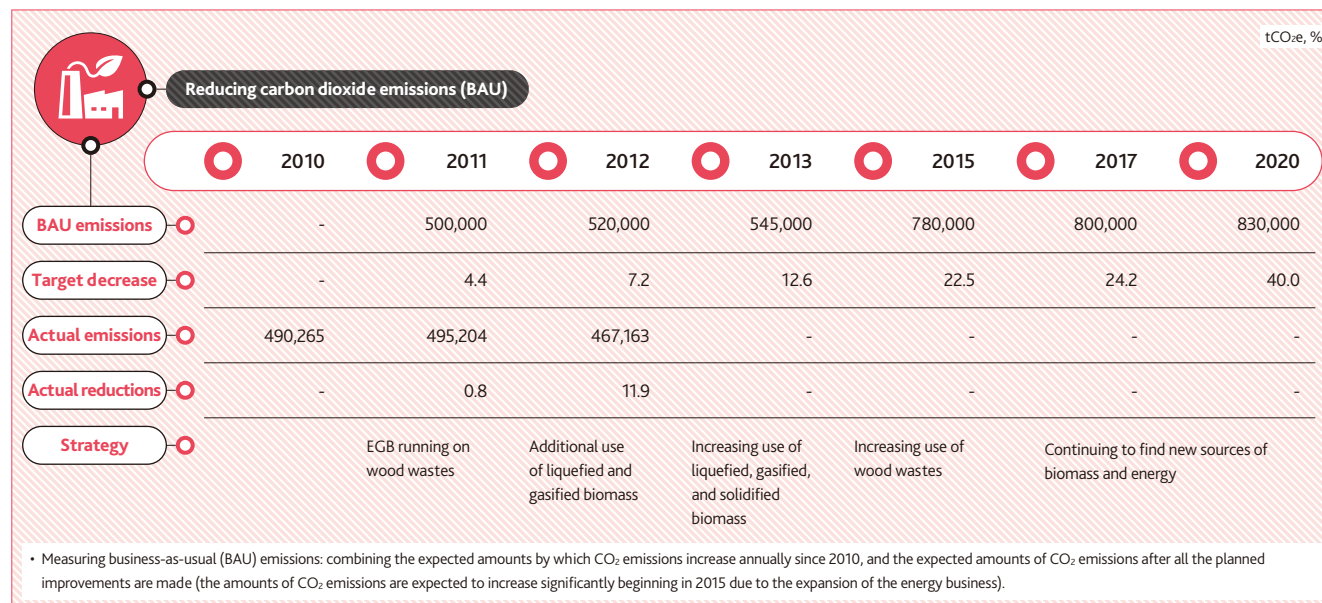 tCO₂e, %
Reducing carbon dioxide emissions (BAU)
2010 2011 2012 2013 2015 2017 2020
BAU emissions - 500,000 520,000 545,000 780,000 800,000 830,000
Target decrease - 4.4 7.2 12.6 22.5 24.2 40.0
Actual emissions 490,265 495,204 467,163 - - - -
Actual reductions - 0.8 11.9 - - - -
Strategy
EGB running on
wood wastes
Additional use
of liquefied and
gasified biomass
Increasing use of
liquefied, gasified,
and solidified
biomass
Increasing use of
wood wastes
Continuing to find new sources of
biomass and energy
• Measuring business-as-usual (BAU) emissions: combining the expected amounts by which CO₂ emissions increase annually since 2010, and the expected amounts of CO₂ emissions after all the planned
improvements are made (the amounts of CO₂ emissions are expected to increase significantly beginning in 2015 due to the expansion of the energy business).